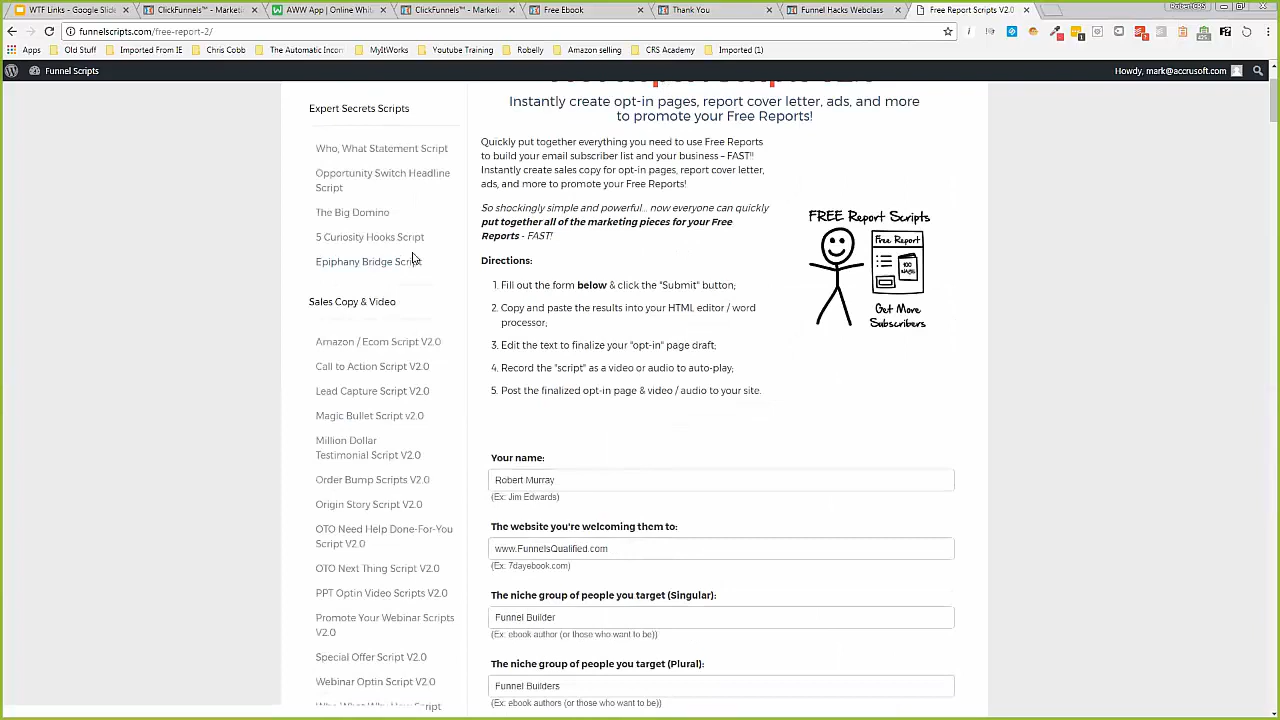 WTF Links - Google Slide
ClickFunnels™ - Market
AWW App | Online Whit
ClickFunnels™ - Market
Free Ebook
Thank You
Funnel Hacks Webclass
Free Report Scripts V2.0
funnelscripts.com/free-report-2/
Apps
Old Stuff
Imported From IE
Chris Cobb
The Automatic Incon
MyItWorks
Youtube Training
Robelly
Amazon selling
CRS Academy
Imported (1)
Funnel Scripts
Howdy, mark@accrusoft.com
Expert Secrets Scripts
Who, What Statement Script
Opportunity Switch Headline
Script
The Big Domino
5 Curiosity Hooks Script
Epiphany Bridge Script
Sales Copy & Video
Amazon / Ecom Script V2.0
Call to Action Script V2.0
Lead Capture Script V2.0
Magic Bullet Script v2.0
Million Dollar
Testimonial Script V2.0
Order Bump Scripts V2.0
Origin Story Script V2.0
OTO Need Help Done-For-You
Script V2.0
OTO Next Thing Script V2.0
PPT Optin Video Scripts V2.0
Promote Your Webinar Scripts
V2.0
Special Offer Script V2.0
Webinar Optin Script V2.0
Who What Why How Script
Instantly create opt-in pages, report cover letter, ads, and more
to promote your Free Reports!
Quickly put together everything you need to use Free Reports
to build your email subscriber list and your business – FAST!!
Instantly create sales copy for opt-in pages, report cover letter,
ads, and more to promote your Free Reports!
So shockingly simple and powerful... now everyone can quickly
put together all of the marketing pieces for your Free
Reports - FAST!
Directions:
1. Fill out the form below & click the "Submit" button;
2. Copy and paste the results into your HTML editor / word
processor;
3. Edit the text to finalize your "opt-in" page draft;
4. Record the "script" as a video or audio to auto-play;
5. Post the finalized opt-in page & video / audio to your site.
FREE Report Scripts
Free Report
Get More
Subscribers
Your name:
Robert Murray
(Ex: Jim Edwards)
The website you're welcoming them to:
www.FunnelsQualified.com
(Ex: 7dayebook.com)
The niche group of people you target (Singular):
Funnel Builder
(Ex: ebook author (or those who want to be))
The niche group of people you target (Plural):
Funnel Builders
(Ex: ebook authors (or those who want to be))